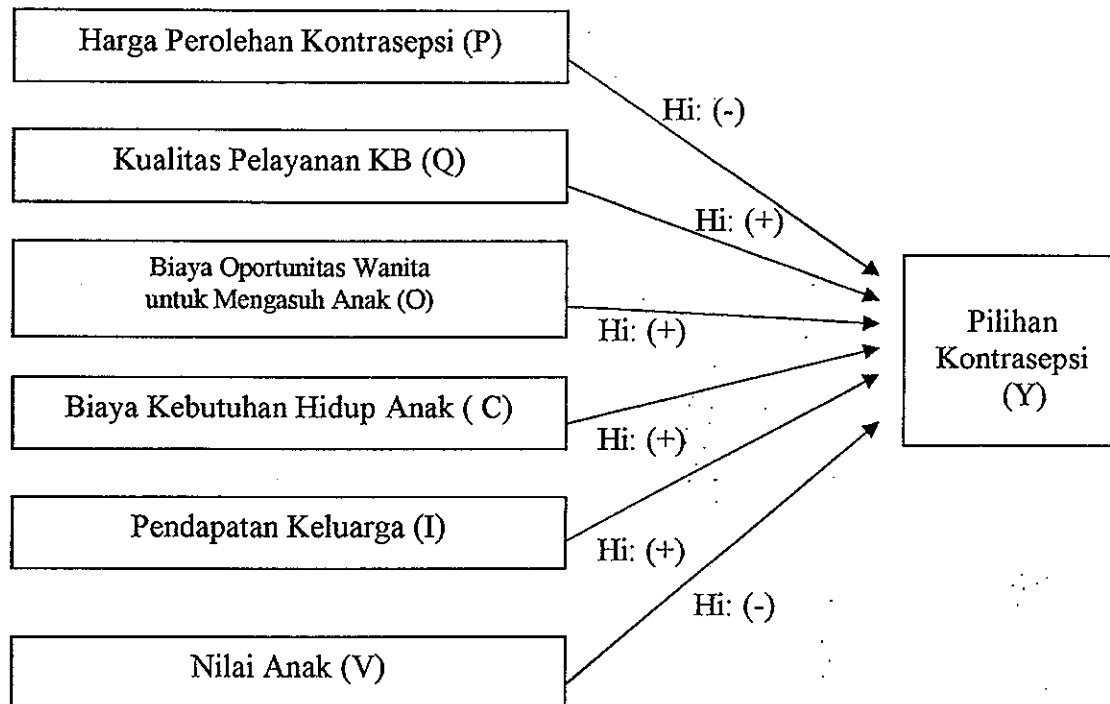 Harga Perolehan Kontrasepsi (P)
Hi: (-)
Kualitas Pelayanan KB (Q)
Hi: (+)
Biaya Oportunitas Wanita
untuk Mengasuh Anak (O)
Hi: (+)
Biaya Kebutuhan Hidup Anak ( C)
Hi: (+)
Pendapatan Keluarga (I)
Hi: (+)
Nilai Anak (V)
Hi: (-)
Pilihan
Kontrasepsi
(Y)